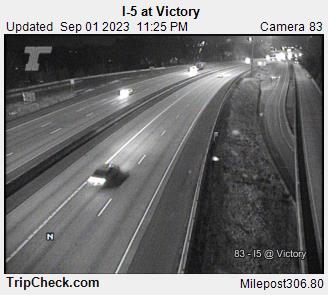 I-5 at Victory
Updated Sep 01 2023 11:25 PM Camera 83
T
N
83 - I5 @ Victory
TripCheck.com Milepost306.80